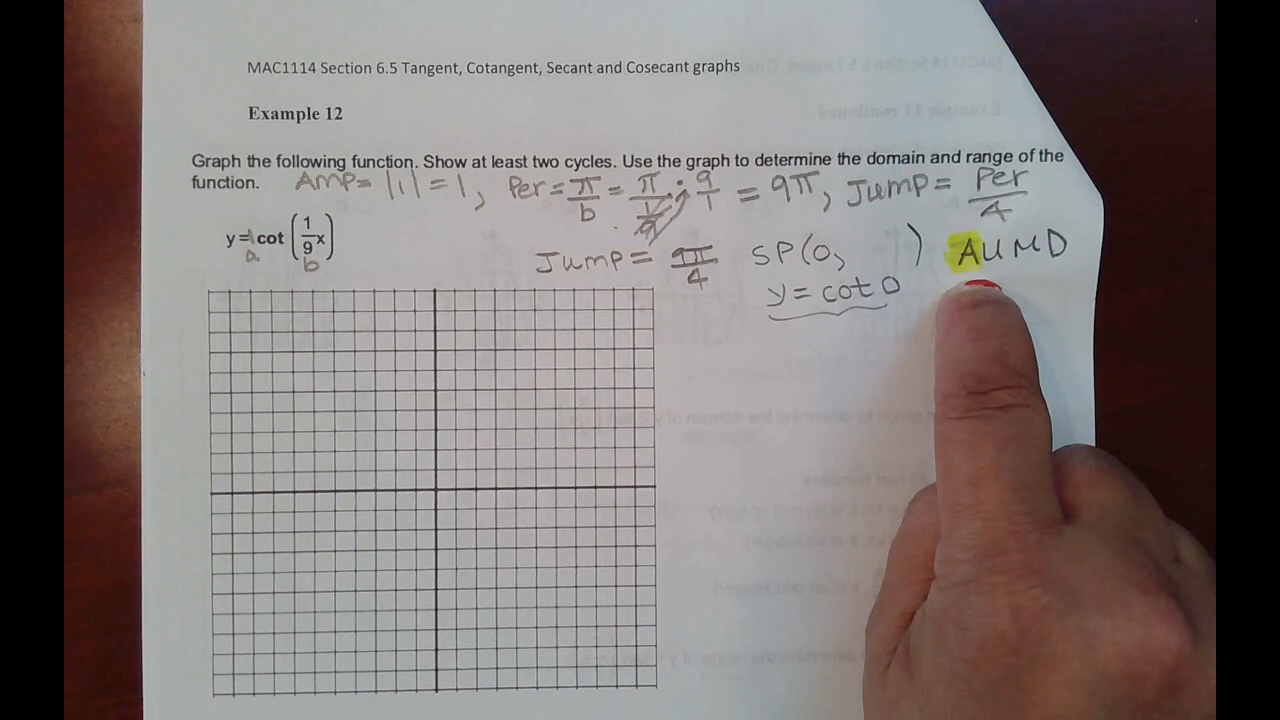 MAC1114 Section 6.5 Tangent, Cotangent, Secant and Cosecant graphs
Example 12
Graph the following function. Show at least two cycles. Use the graph to determine the domain and range of the
function. Amp = |1| = 1, Per = π/b = π/(1/9) · 9/1 = 9π, Jump = Per/4
y = 1cot(1/9 x)
a b
Jump = 9π/4 SP(0, ) AUMD
y = cot 0